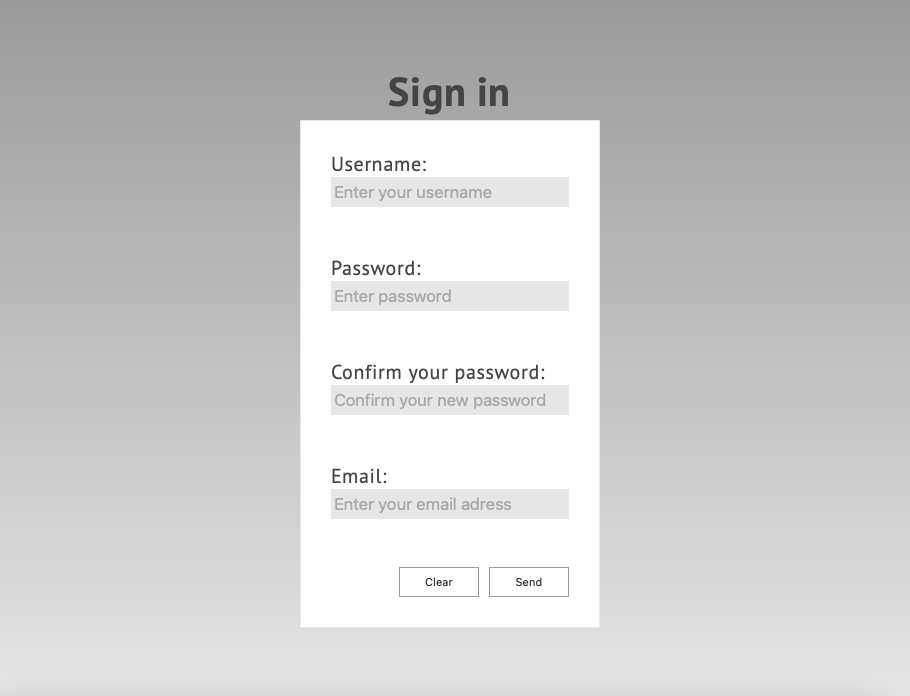 Sign in
Username:
Enter your username
Password:
Enter password
Confirm your password:
Confirm your new password
Email:
Enter your email adress
Clear Send